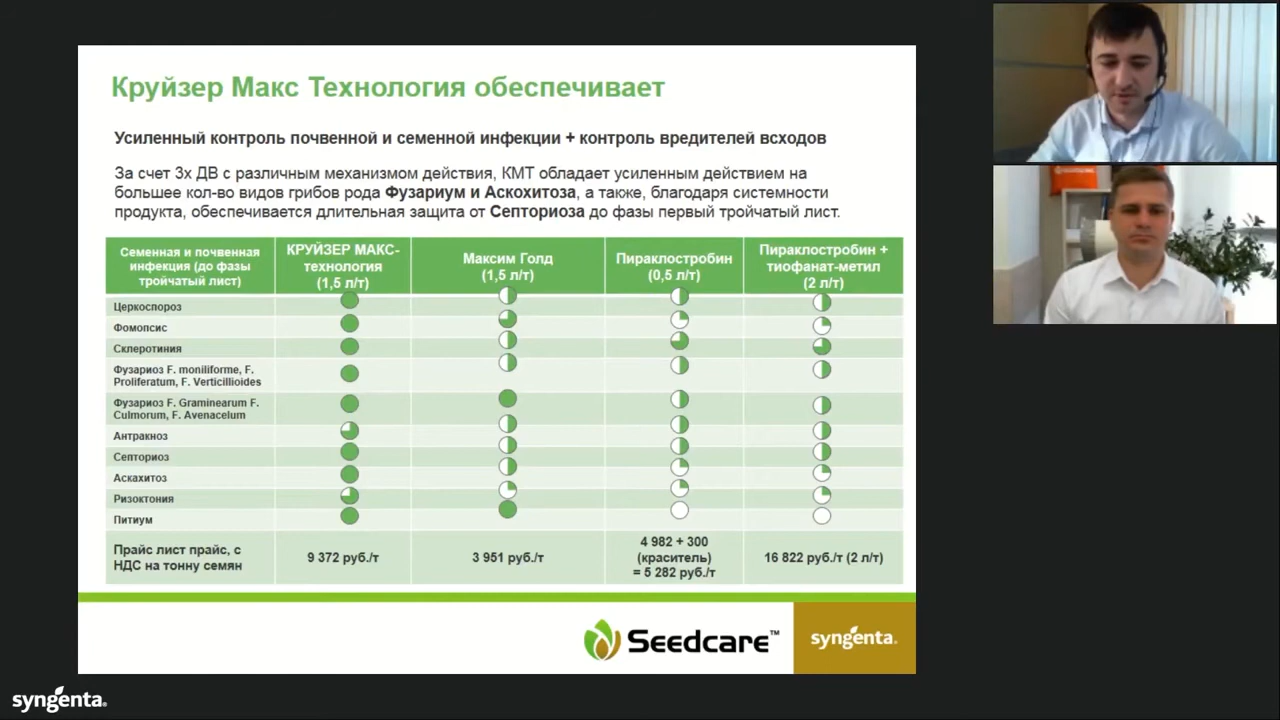 Круйзер Макс Технология обеспечивает
Усиленный контроль почвенной и семенной инфекции + контроль вредителей всходов
За счет 3х ДВ с различным механизмом действия, КМТ обладает усиленным действием на
большее кол-во видов грибов рода Фузариум и Аскохитоза, а также, благодаря системности
продукта, обеспечивается длительная защита от Септориоза до фазы первый тройчатый лист.
Семенная и почвенная
инфекция (до фазы
тройчатый лист)
КРУЙЗЕР МАКС-
технология
(1,5 л/т)
Максим Голд
(1,5 л/т)
Пираклостробин
(0,5 л/т)
Пираклостробин +
тиофанат-метил
(2 л/т)
Церкоспороз
Фомопсис
Склеротиния
Фузариоз F. moniliforme, F.
Proliferatum, F. Verticillioides
Фузариоз F. Graminearum F.
Culmorum, F. Avenacelum
Антракноз
Септориоз
Аскахитоз
Ризоктония
Питиум
Прайс лист прайс, с
НДС на тонну семян
9 372 руб./т
3 951 руб./т
4 982 + 300
(краситель)
= 5 282 руб./т
16 822 руб./т (2 л/т)
Seedcare™
syngenta.
syngenta.